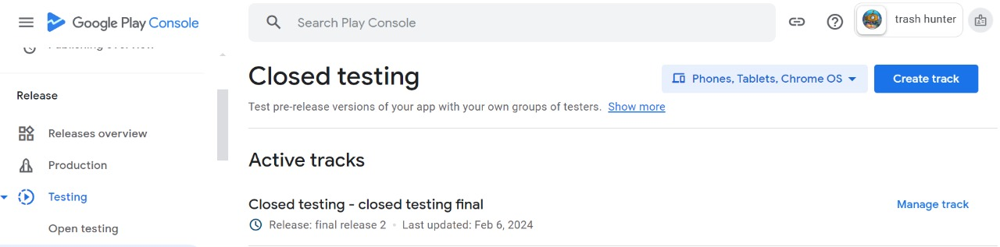 Google Play Console
Search Play Console
trash hunter
Publishing overview
Release
Releases overview
Production
Testing
Open testing
Closed testing
Phones, Tablets, Chrome OS
Create track
Test pre-release versions of your app with your own groups of testers. Show more
Active tracks
Closed testing - closed testing final
Manage track
Release: final release 2 • Last updated: Feb 6, 2024